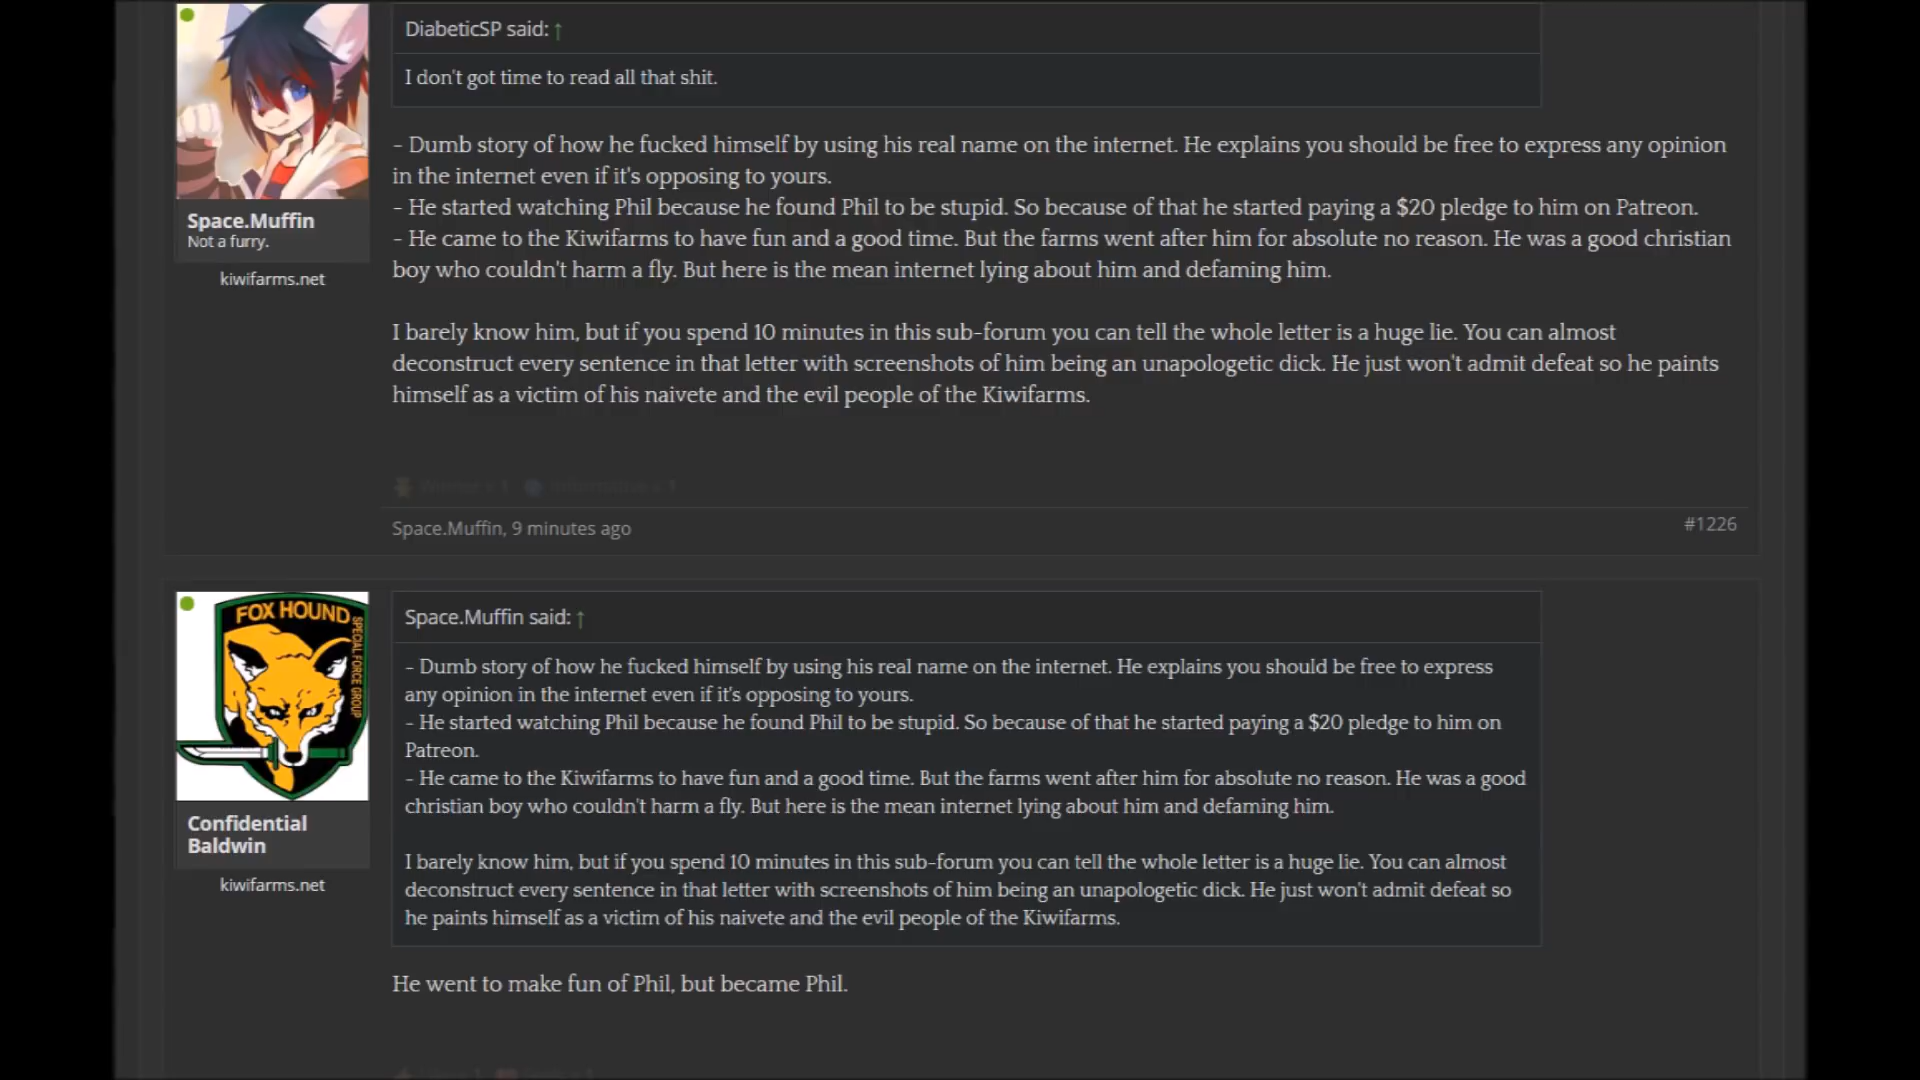 DiabeticSP said: ↑
I don't got time to read all that shit.
- Dumb story of how he fucked himself by using his real name on the internet. He explains you should be free to express any opinion
in the internet even if it's opposing to yours.
- He started watching Phil because he found Phil to be stupid. So because of that he started paying a $20 pledge to him on Patreon.
- He came to the Kiwifarms to have fun and a good time. But the farms went after him for absolute no reason. He was a good christian
boy who couldn't harm a fly. But here is the mean internet lying about him and defaming him.
I barely know him, but if you spend 10 minutes in this sub-forum you can tell the whole letter is a huge lie. You can almost
deconstruct every sentence in that letter with screenshots of him being an unapologetic dick. He just won't admit defeat so he paints
himself as a victim of his naivete and the evil people of the Kiwifarms.
Space.Muffin
Not a furry.
kiwifarms.net
Space.Muffin, 9 minutes ago
#1226
FOX HOUND
SPECIAL FORCE GROUP
Confidential
Baldwin
kiwifarms.net
Space.Muffin said: ↑
- Dumb story of how he fucked himself by using his real name on the internet. He explains you should be free to express
any opinion in the internet even if it's opposing to yours.
- He started watching Phil because he found Phil to be stupid. So because of that he started paying a $20 pledge to him on
Patreon.
- He came to the Kiwifarms to have fun and a good time. But the farms went after him for absolute no reason. He was a good
christian boy who couldn't harm a fly. But here is the mean internet lying about him and defaming him.
I barely know him, but if you spend 10 minutes in this sub-forum you can tell the whole letter is a huge lie. You can almost
deconstruct every sentence in that letter with screenshots of him being an unapologetic dick. He just won't admit defeat so
he paints himself as a victim of his naivete and the evil people of the Kiwifarms.
He went to make fun of Phil, but became Phil.